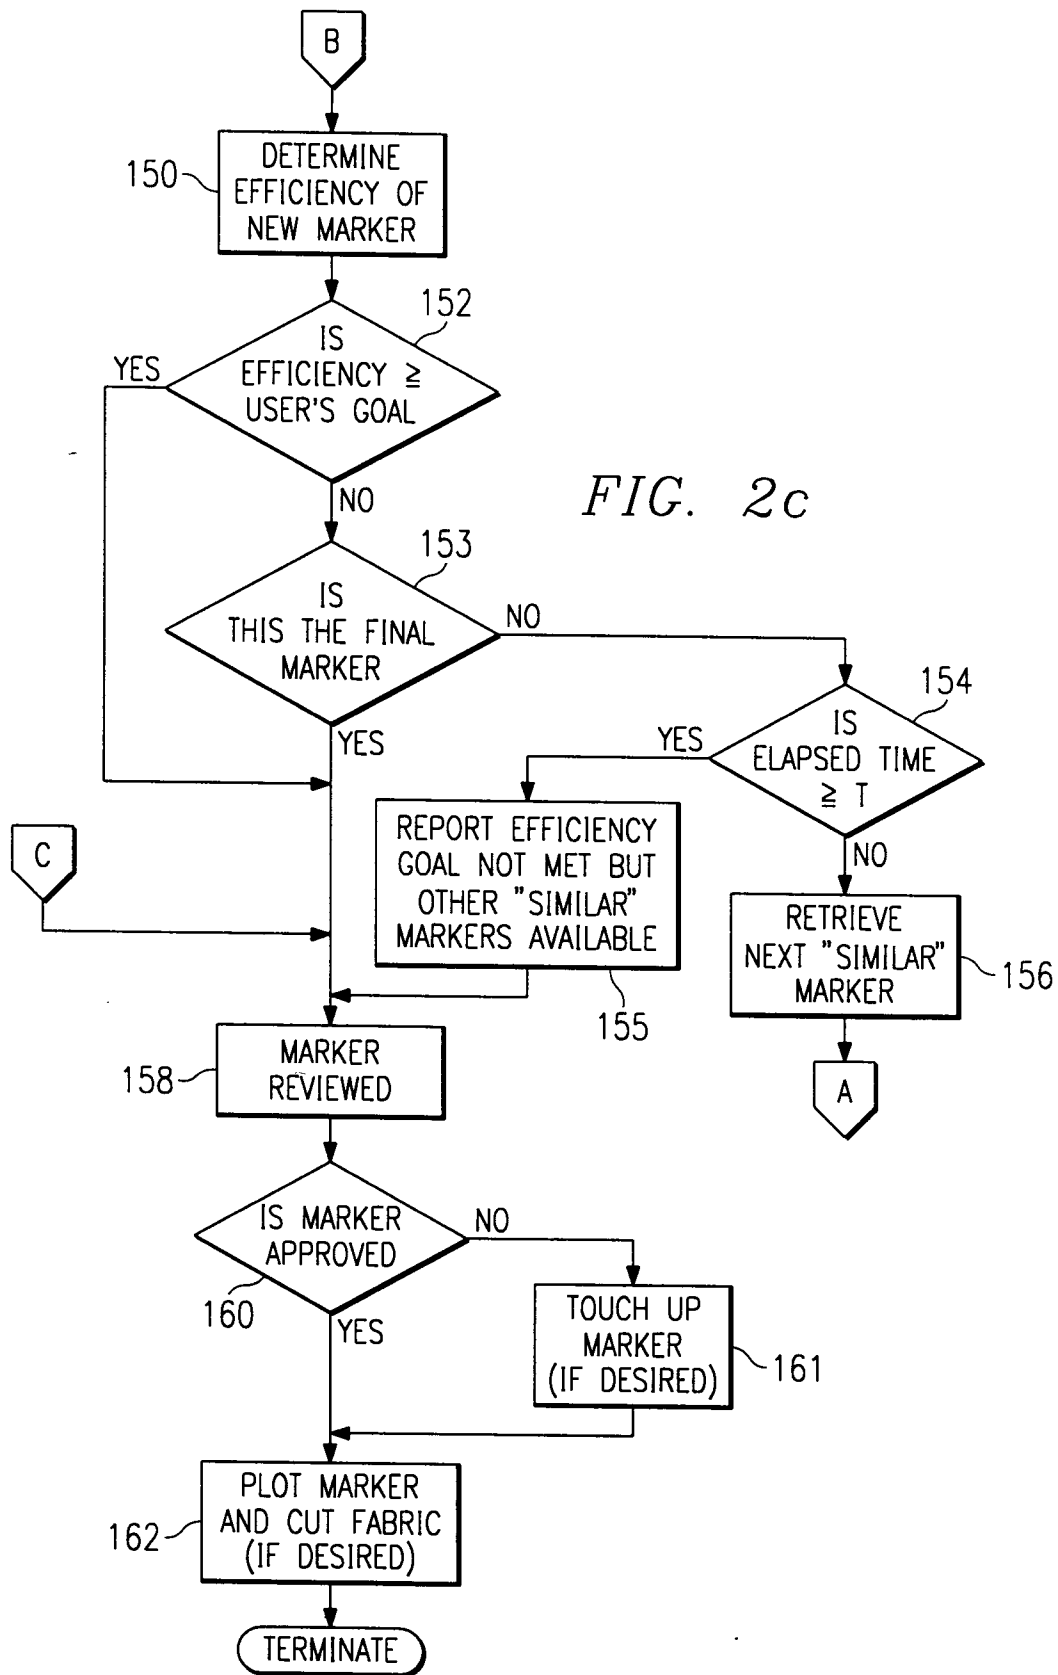 B
DETERMINE
EFFICIENCY OF
NEW MARKER
150
152
IS
EFFICIENCY ≧
USER'S GOAL
YES
NO
FIG. 2c
153
IS
THIS THE FINAL
MARKER
NO
YES
154
IS
ELAPSED TIME
≧ T
YES
NO
REPORT EFFICIENCY
GOAL NOT MET BUT
OTHER "SIMILAR"
MARKERS AVAILABLE
155
C
RETRIEVE
NEXT "SIMILAR"
MARKER
156
A
MARKER
REVIEWED
158
IS MARKER
APPROVED
160
NO
YES
TOUCH UP
MARKER
(IF DESIRED)
161
PLOT MARKER
AND CUT FABRIC
(IF DESIRED)
162
TERMINATE